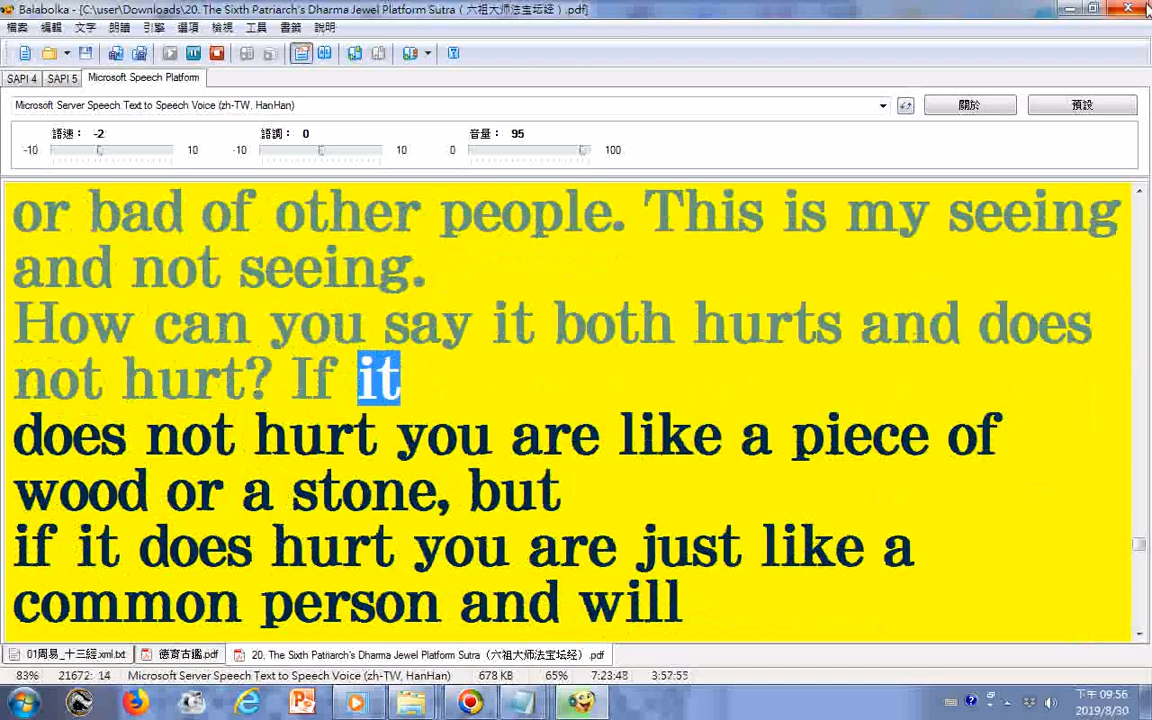 Balabolka - [C:\user\Downloads\20. The Sixth Patriarch's Dharma Jewel Platform Sutra（六祖大师法宝坛经）.pdf]
檔案 編輯 文字 朗讀 引擎 選項 檢視 工具 書籤 說明
SAPI 4 SAPI 5 Microsoft Speech Platform
Microsoft Server Speech Text to Speech Voice (zh-TW, HanHan) 關於 預設
語速： -2 語調： 0 音量： 95
-10 10 -10 10 0 100
or bad of other people. This is my seeing
and not seeing.
How can you say it both hurts and does
not hurt? If it
does not hurt you are like a piece of
wood or a stone, but
if it does hurt you are just like a
common person and will
01周易_十三經.xml.txt 德育古鑑.pdf 20. The Sixth Patriarch's Dharma Jewel Platform Sutra（六祖大师法宝坛经）.pdf
83% 21672: 14 Microsoft Server Speech Text to Speech Voice (zh-TW, HanHan) 678 KB 65% 7:23:48 3:57:55
下午 09:56
2019/8/30